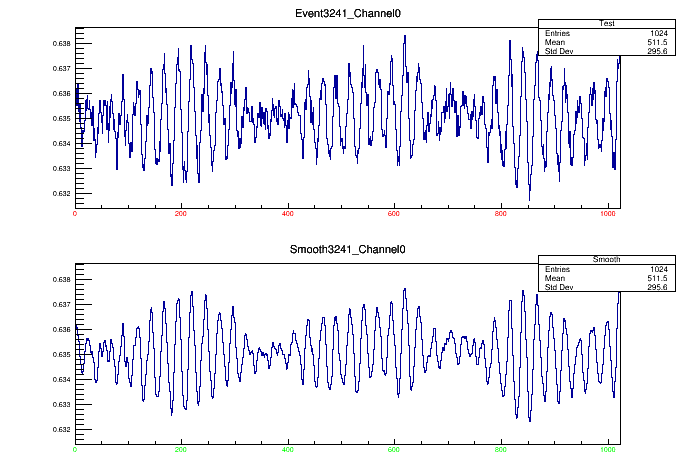 Event3241_Channel0
Test
Entries 1024
Mean 511.5
Std Dev 295.6
0.638
0.637
0.636
0.635
0.634
0.633
0.632
0 200 400 600 800 1000
Smooth3241_Channel0
Smooth
Entries 1024
Mean 511.5
Std Dev 295.6
0.638
0.637
0.636
0.635
0.634
0.633
0.632
0 200 400 600 800 1000